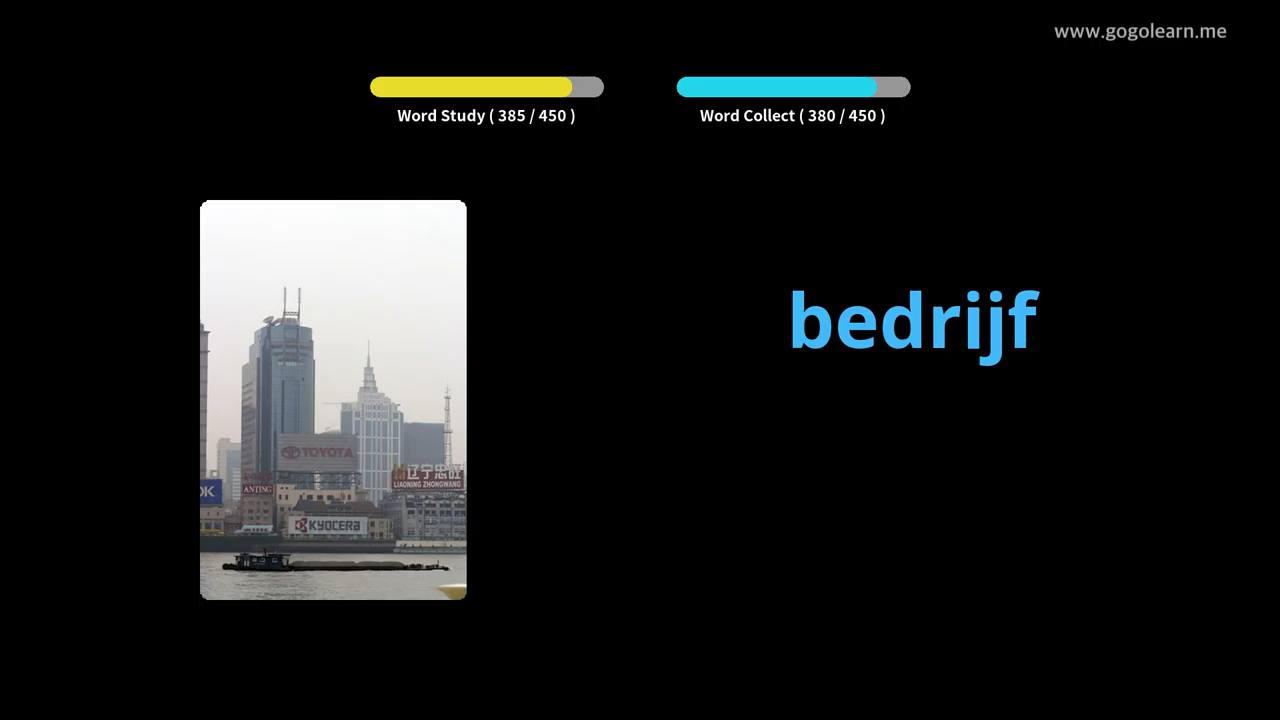 www.gogolearn.me
Word Study ( 385 / 450 )
Word Collect ( 380 / 450 )
bedrijf
TOYOTA
辽宁忠旺
LIAONING ZHONGWANG
OK
ANTING
KYOCERA